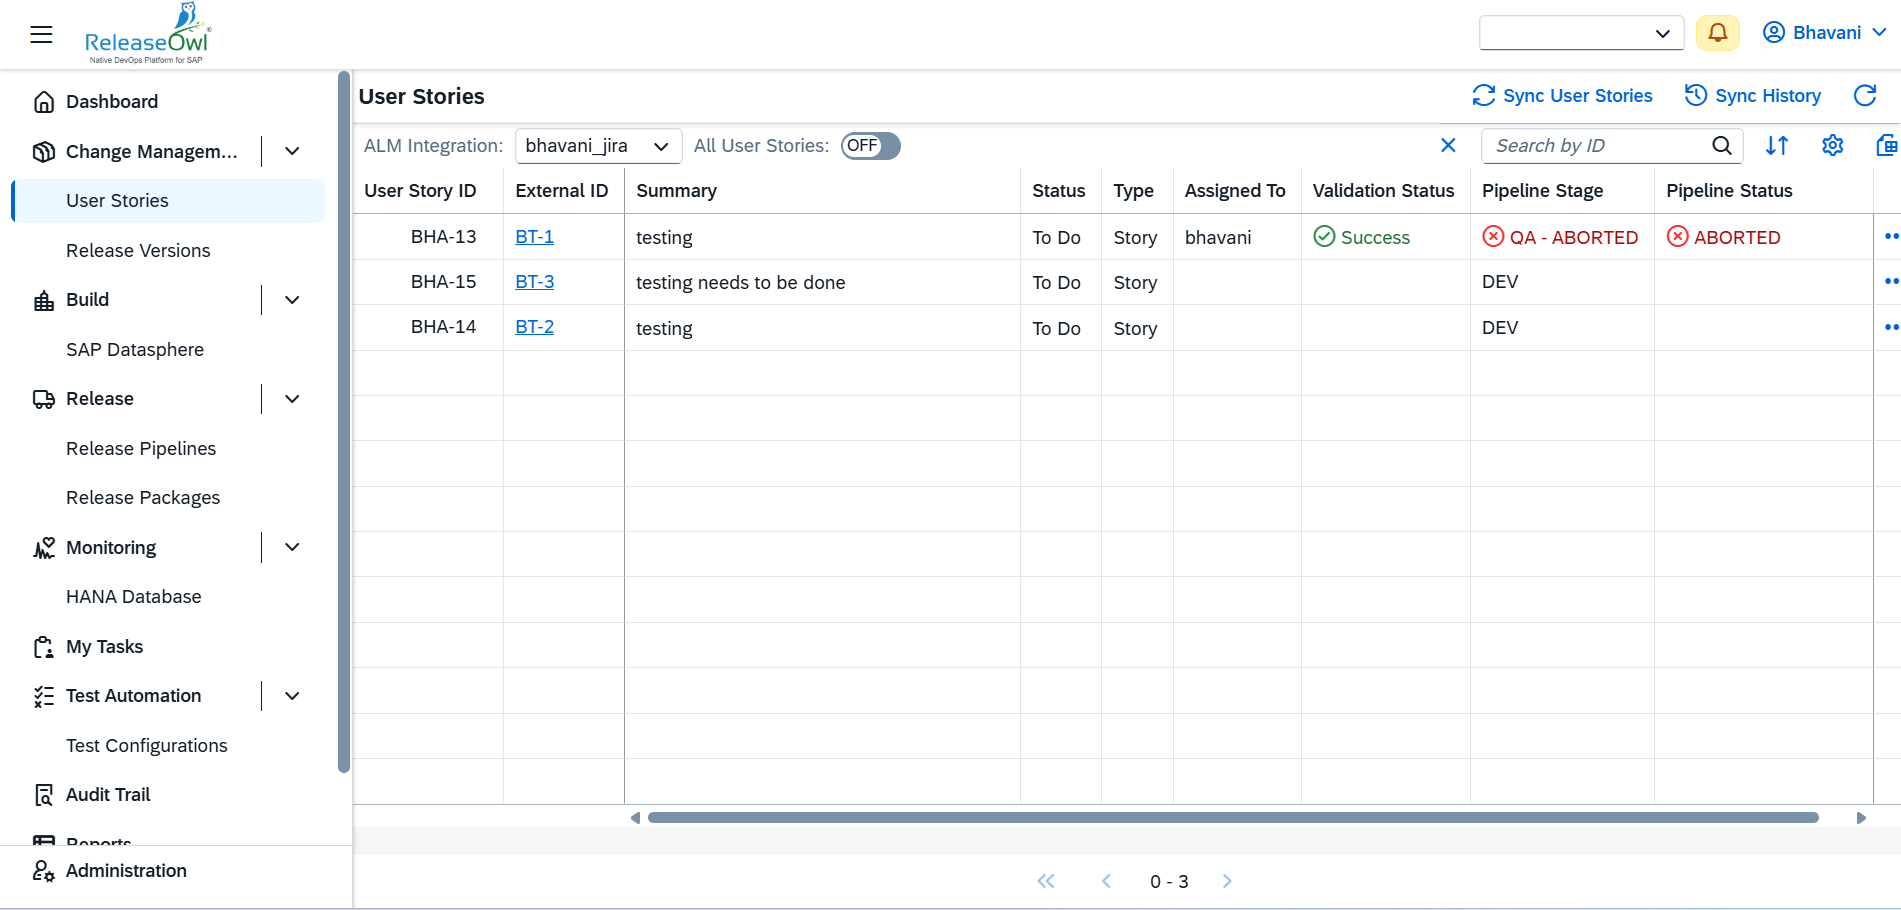 ReleaseOwl
Native DevOps Platform for SAP
Bhavani
Dashboard
Change Managem...
User Stories
Release Versions
Build
SAP Datasphere
Release
Release Pipelines
Release Packages
Monitoring
HANA Database
My Tasks
Test Automation
Test Configurations
Audit Trail
Reports
Administration
User Stories
Sync User Stories
Sync History
ALM Integration: bhavani_jira All User Stories: OFF
Search by ID
User Story ID External ID Summary Status Type Assigned To Validation Status Pipeline Stage Pipeline Status
BHA-13 BT-1 testing To Do Story bhavani Success QA - ABORTED ABORTED
BHA-15 BT-3 testing needs to be done To Do Story DEV
BHA-14 BT-2 testing To Do Story DEV
0 - 3